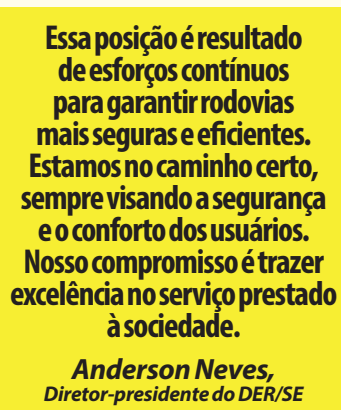 Essa posição é resultado
de esforços contínuos
para garantir rodovias
mais seguras e eficientes.
Estamos no caminho certo,
sempre visando a segurança
e o conforto dos usuários.
Nosso compromisso é trazer
excelência no serviço prestado
à sociedade.
Anderson Neves,
Diretor-presidente do DER/SE